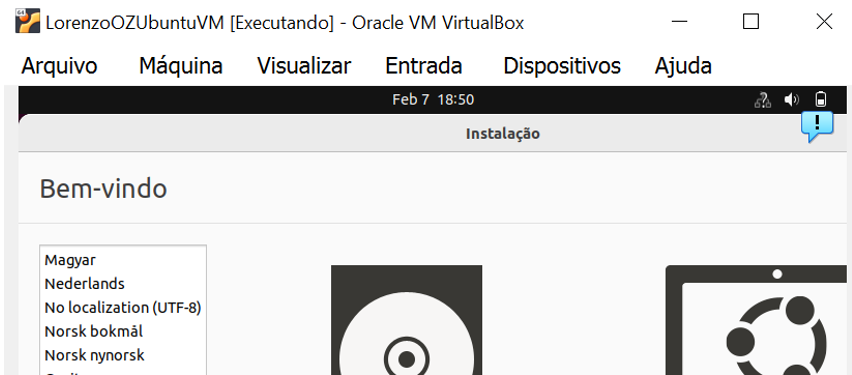 LorenzoOZUbuntuVM [Executando] - Oracle VM VirtualBox
Arquivo Máquina Visualizar Entrada Dispositivos Ajuda
Feb 7 18:50
Instalação
Bem-vindo
Magyar
Nederlands
No localization (UTF-8)
Norsk bokmål
Norsk nynorsk